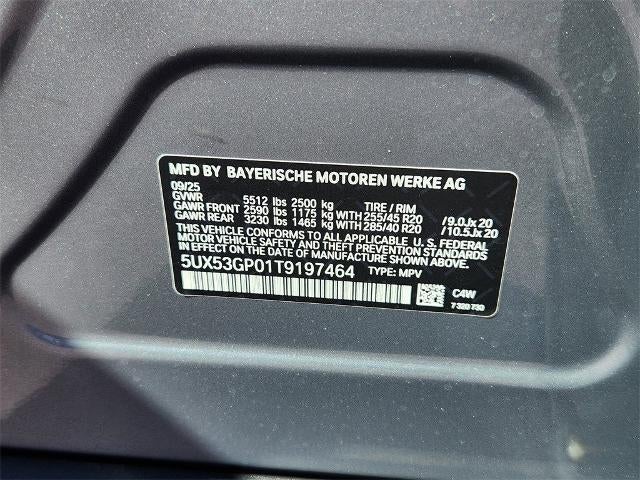 MFD BY BAYERISCHE MOTOREN WERKE AG
09/25
GVWR 5512 lbs 2500 kg TIRE / RIM
GAWR FRONT 2590 lbs 1175 kg WITH 255/45 R20 /9.0Jx20
GAWR REAR 3230 lbs 1465 kg WITH 285/40 R20 /10.5Jx20
THIS VEHICLE CONFORMS TO ALL APPLICABLE U.S. FEDERAL
MOTOR VEHICLE SAFETY AND THEFT PREVENTION STANDARDS
IN EFFECT ON THE DATE OF MANUFACTURE SHOWN ABOVE.
5UX53GP01T9197464 TYPE: MPV
C4W
7 320 730